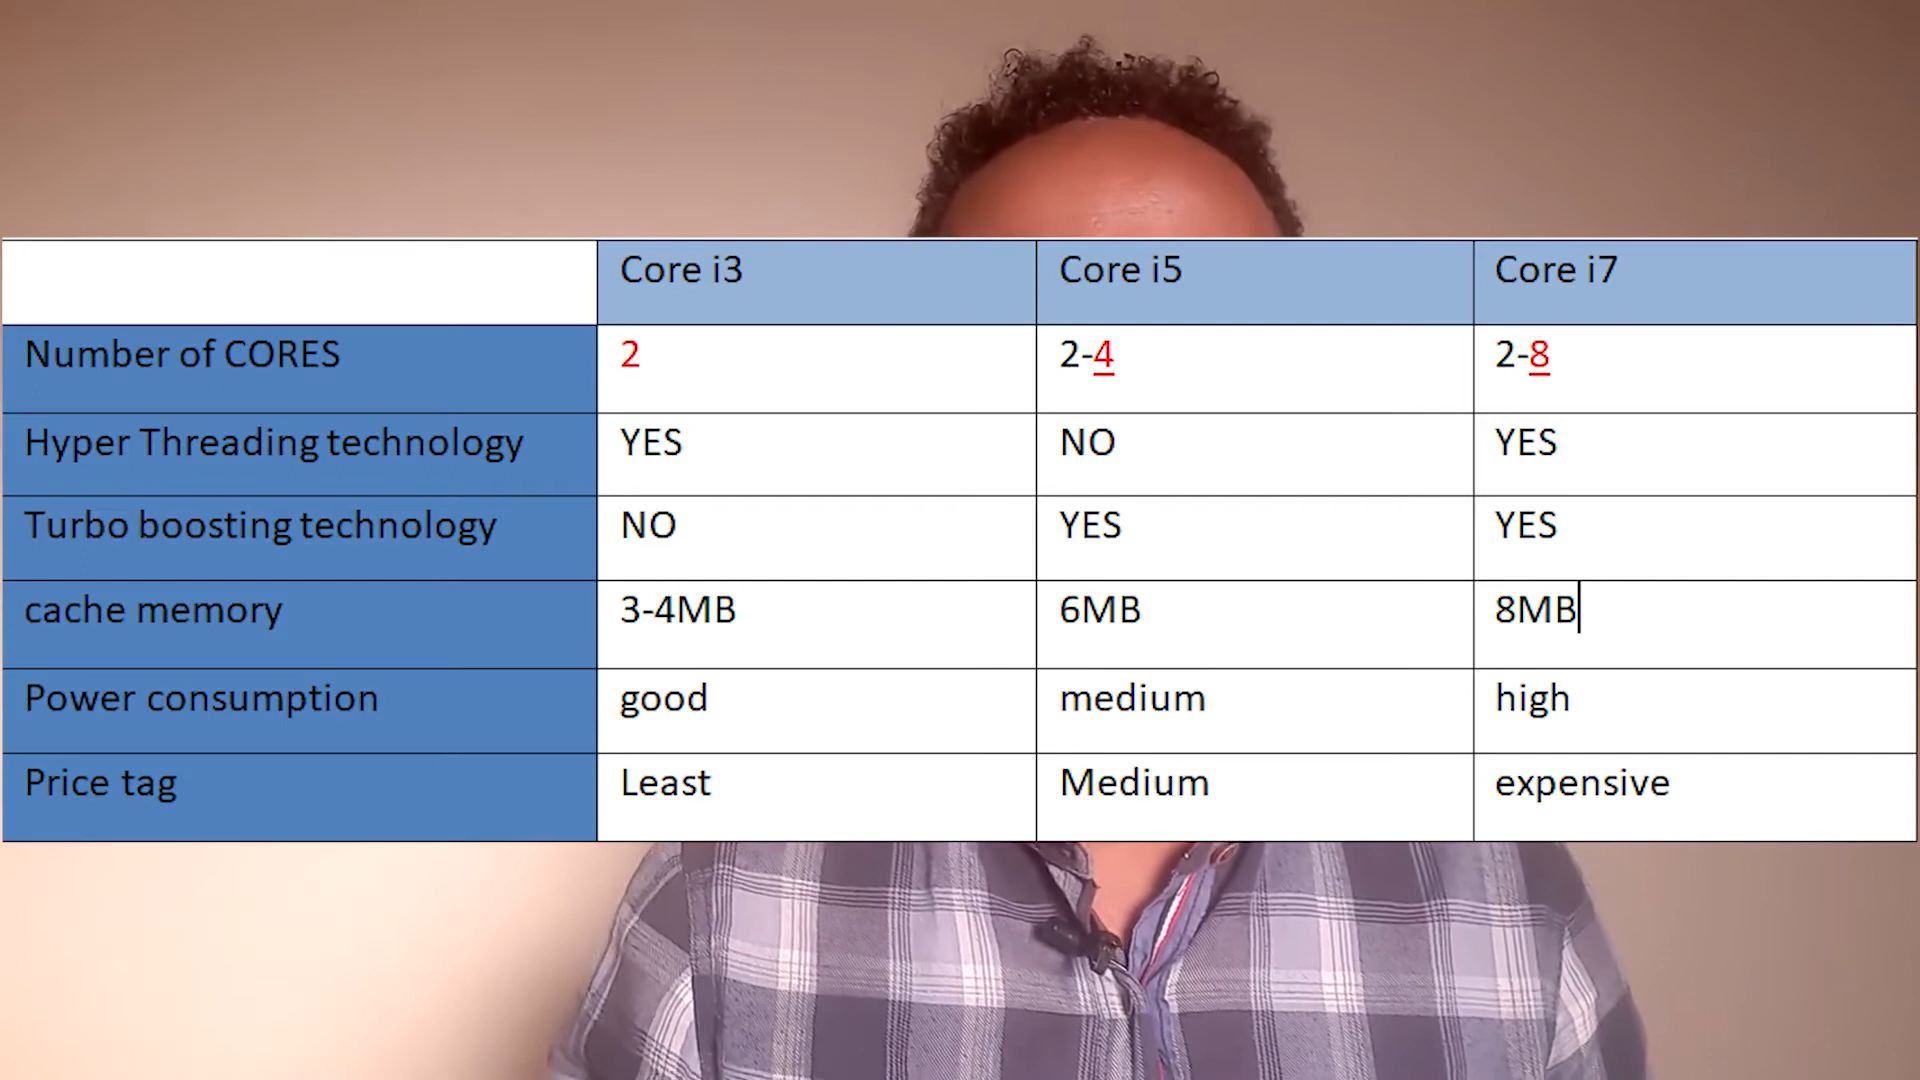 Core i3 Core i5 Core i7
Number of CORES 2 2-4 2-8
Hyper Threading technology YES NO YES
Turbo boosting technology NO YES YES
cache memory 3-4MB 6MB 8MB
Power consumption good medium high
Price tag Least Medium expensive